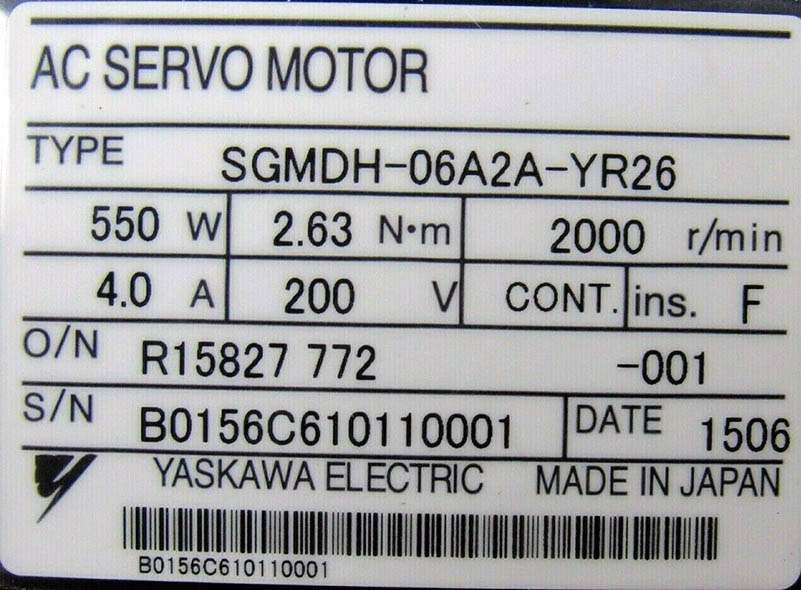 AC SERVO MOTOR
TYPE SGMDH-06A2A-YR26
550 W 2.63 N•m 2000 r/min
4.0 A 200 V CONT. ins. F
O/N R15827 772 -001
S/N B0156C610110001 DATE 1506
YASKAWA ELECTRIC MADE IN JAPAN
B0156C610110001